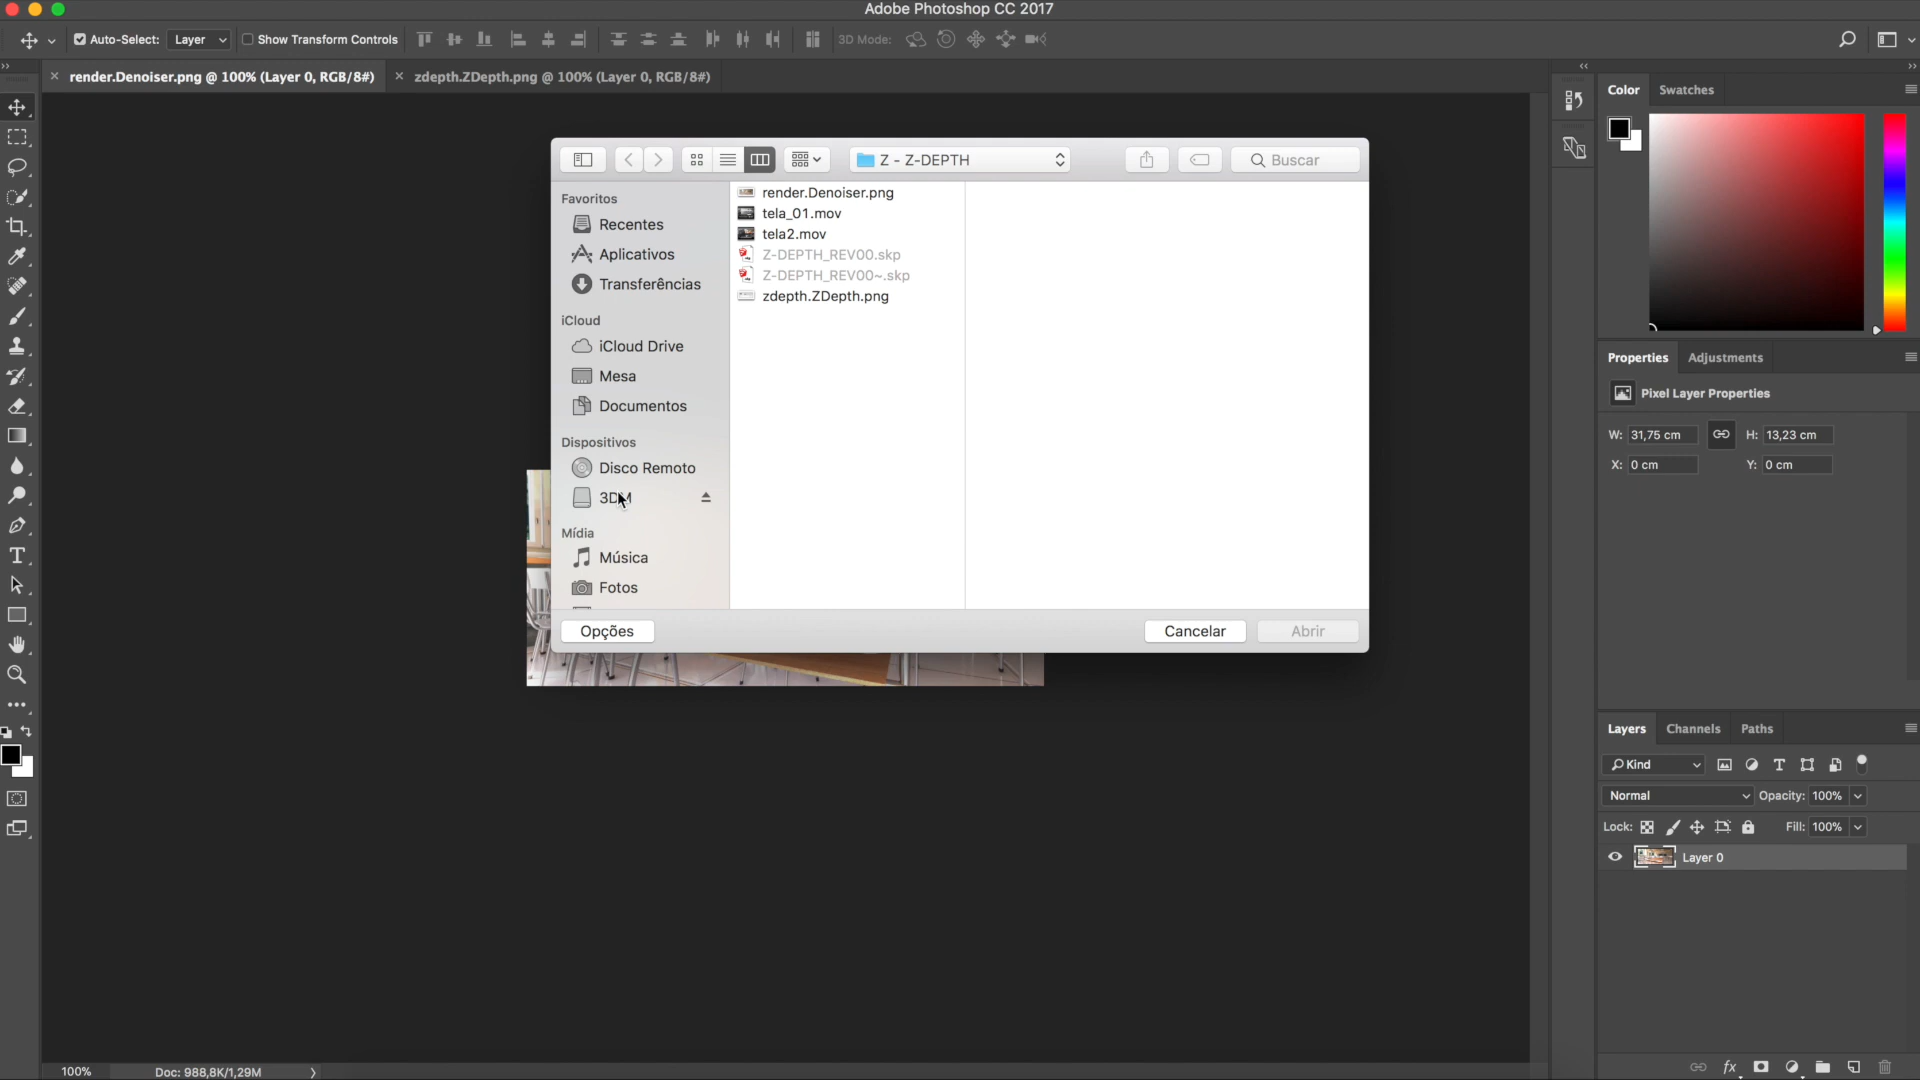 Adobe Photoshop CC 2017
Auto-Select: Layer Show Transform Controls 3D Mode:
render.Denoiser.png @ 100% (Layer 0, RGB/8#) zdepth.ZDepth.png @ 100% (Layer 0, RGB/8#)
Color Swatches
Z - Z-DEPTH Buscar
Favoritos
Recentes
Aplicativos
Transferências
iCloud
iCloud Drive
Mesa
Documentos
Dispositivos
Disco Remoto
3DM
Mídia
Música
Fotos
render.Denoiser.png
tela_01.mov
tela2.mov
Z-DEPTH_REV00.skp
Z-DEPTH_REV00~.skp
zdepth.ZDepth.png
Opções Cancelar Abrir
Properties Adjustments
Pixel Layer Properties
W: 31,75 cm H: 13,23 cm
X: 0 cm Y: 0 cm
Layers Channels Paths
Kind
Normal Opacity: 100%
Lock: Fill: 100%
Layer 0
fx
100% Doc: 988,8K/1,29M